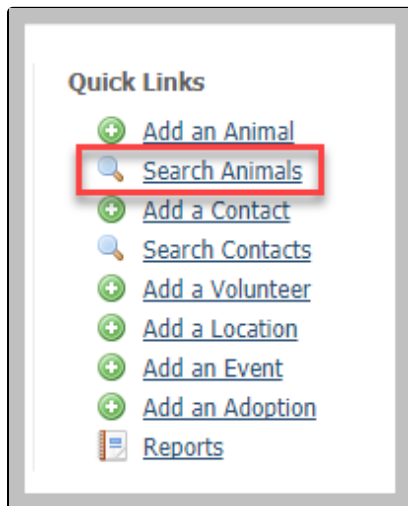 Quick Links
Add an Animal
Search Animals
Add a Contact
Search Contacts
Add a Volunteer
Add a Location
Add an Event
Add an Adoption
Reports